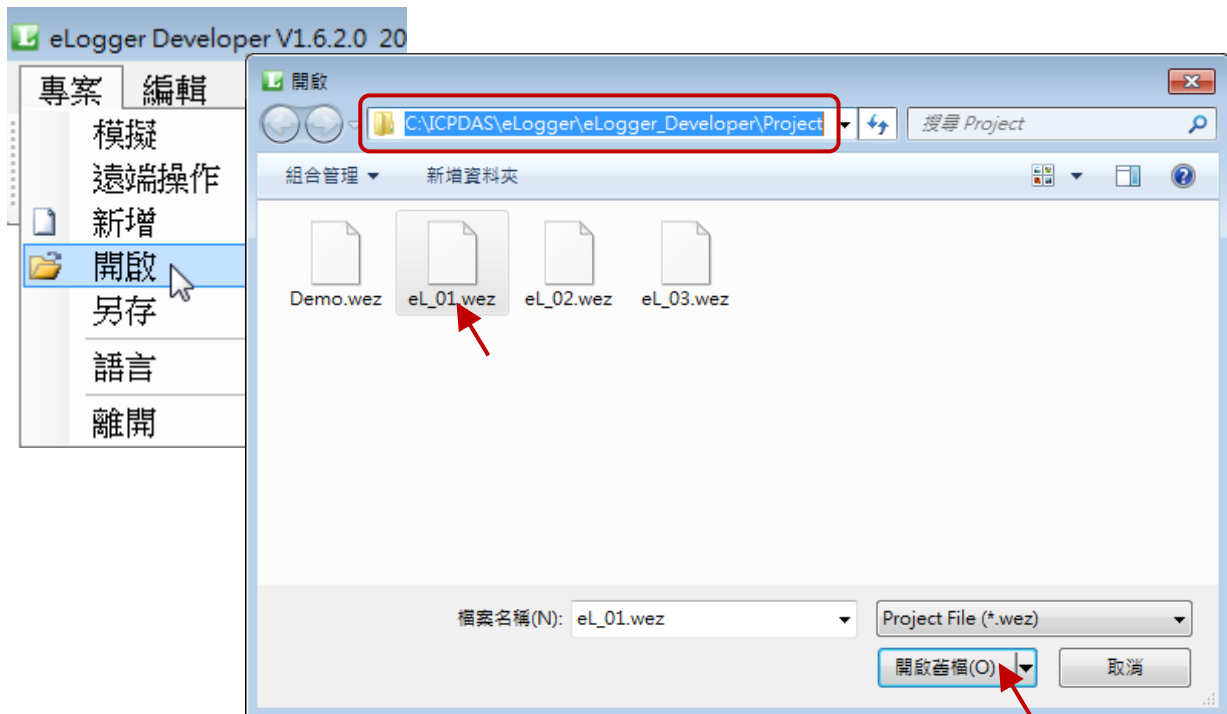 eLogger Developer V1.6.2.0 20
專案 編輯
模擬
遠端操作
新增
開啟
另存
語言
離開
開啟
C:\ICPDAS\eLogger\eLogger_Developer\Project
搜尋 Project
組合管理 新增資料夾
Demo.wez eL_01.wez eL_02.wez eL_03.wez
檔案名稱(N): eL_01.wez Project File (*.wez)
開啟舊檔(O) 取消